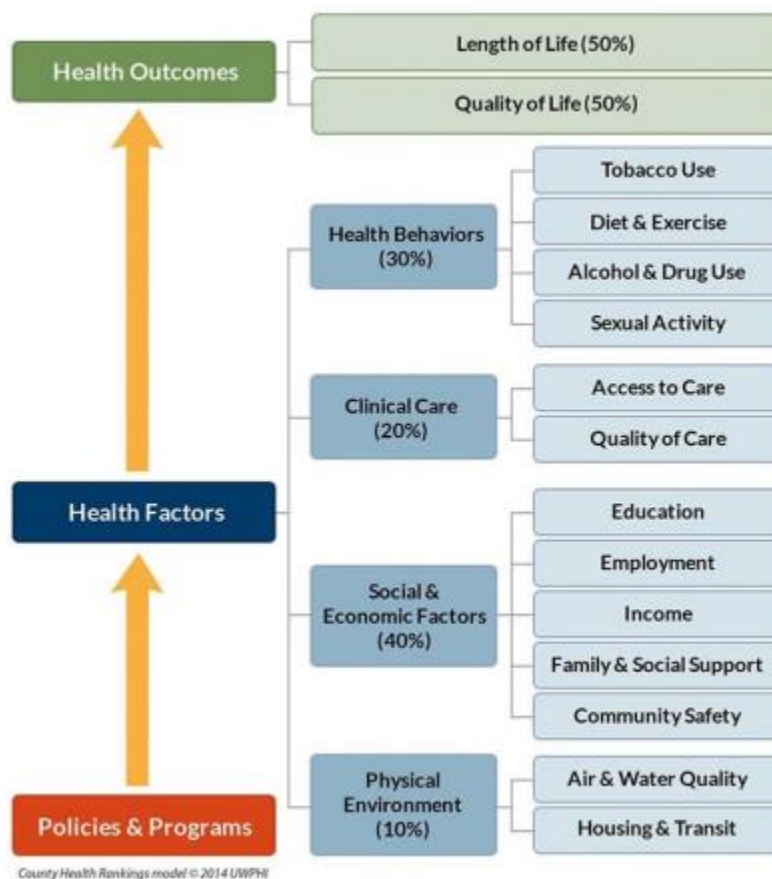 Health Outcomes
Length of Life (50%)
Quality of Life (50%)
Health Factors
Health Behaviors
(30%)
Tobacco Use
Diet & Exercise
Alcohol & Drug Use
Sexual Activity
Clinical Care
(20%)
Access to Care
Quality of Care
Social &
Economic Factors
(40%)
Education
Employment
Income
Family & Social Support
Community Safety
Physical
Environment
(10%)
Air & Water Quality
Housing & Transit
Policies & Programs
County Health Rankings model © 2014 UWPHI